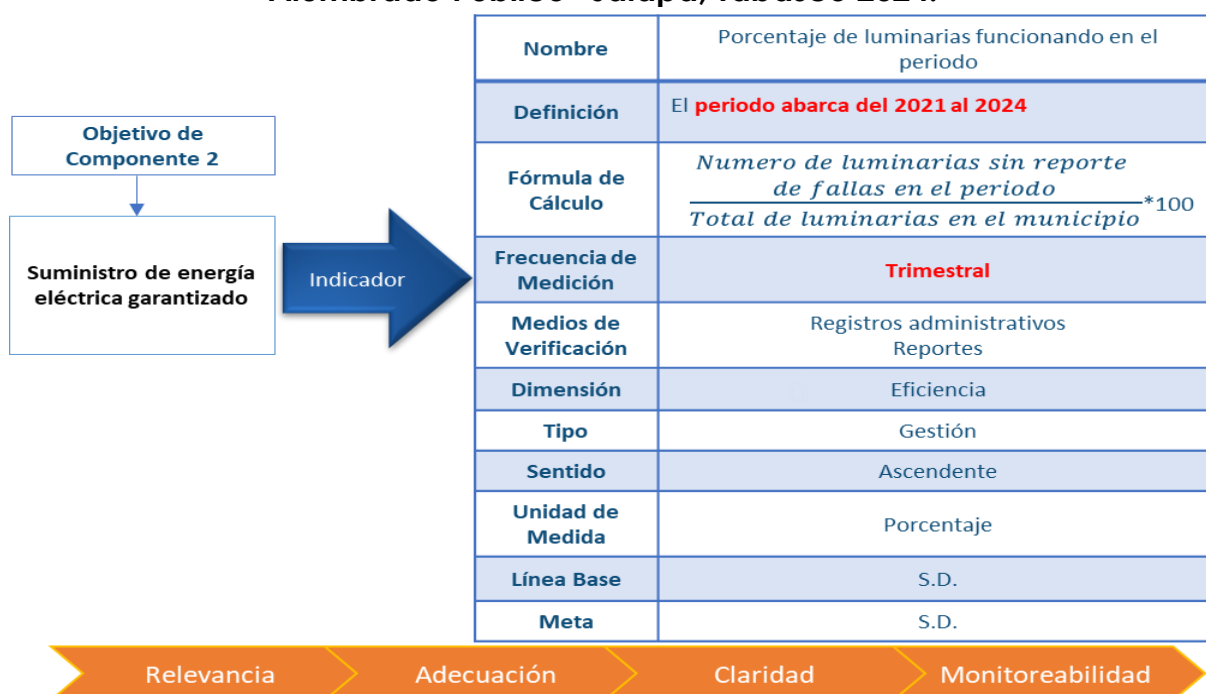 Nombre
Porcentaje de luminarias funcionando en el
periodo
Definición
El periodo abarca del 2021 al 2024
Objetivo de
Componente 2
Fórmula de
Cálculo
Numero de luminarias sin reporte
de fallas en el periodo
Total de luminarias en el municipio
*100
Suministro de energía
eléctrica garantizado
Indicador
Frecuencia de
Medición
Trimestral
Medios de
Verificación
Registros administrativos
Reportes
Dimensión
Eficiencia
Tipo
Gestión
Sentido
Ascendente
Unidad de
Medida
Porcentaje
Línea Base
S.D.
Meta
S.D.
Relevancia
Adecuación
Claridad
Monitoreabilidad